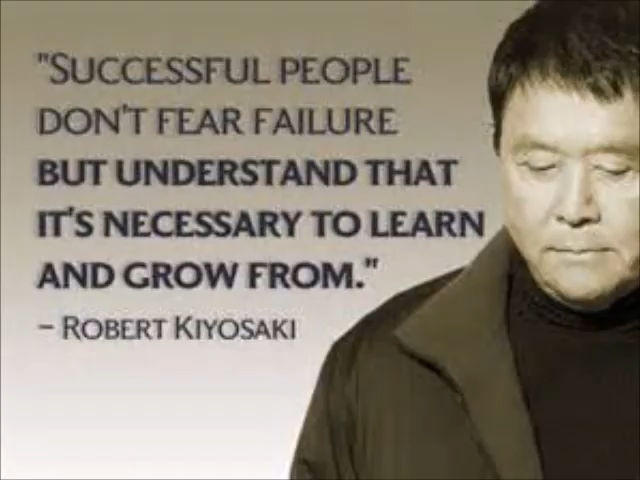 "SUCCESSFUL PEOPLE
DON'T FEAR FAILURE
BUT UNDERSTAND THAT
IT'S NECESSARY TO LEARN
AND GROW FROM."
– ROBERT KIYOSAKI